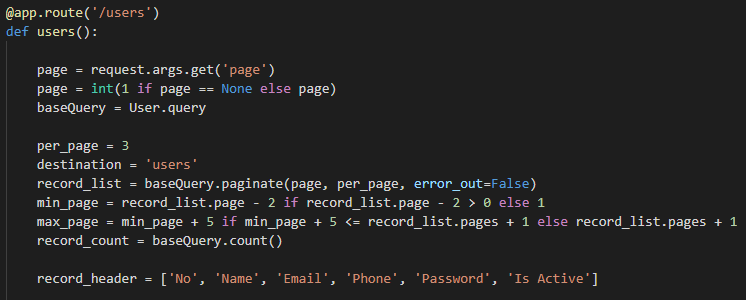 @app.route('/users')
def users():
page = request.args.get('page')
page = int(1 if page == None else page)
baseQuery = User.query
per_page = 3
destination = 'users'
record_list = baseQuery.paginate(page, per_page, error_out=False)
min_page = record_list.page - 2 if record_list.page - 2 > 0 else 1
max_page = min_page + 5 if min_page + 5 <= record_list.pages + 1 else record_list.pages + 1
record_count = baseQuery.count()
record_header = ['No', 'Name', 'Email', 'Phone', 'Password', 'Is Active']